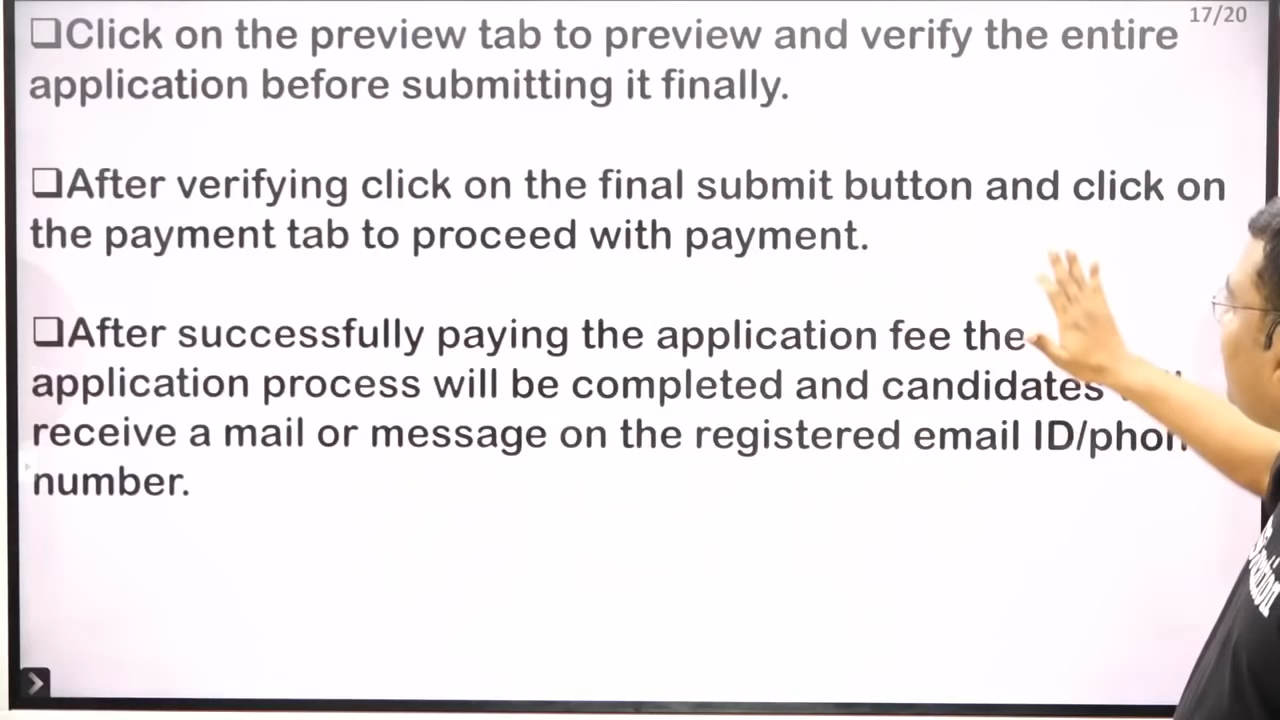 17/20
❑Click on the preview tab to preview and verify the entire
application before submitting it finally.
❑After verifying click on the final submit button and click on
the payment tab to proceed with payment.
❑After successfully paying the application fee the
application process will be completed and candidates
receive a mail or message on the registered email ID/phon
number.